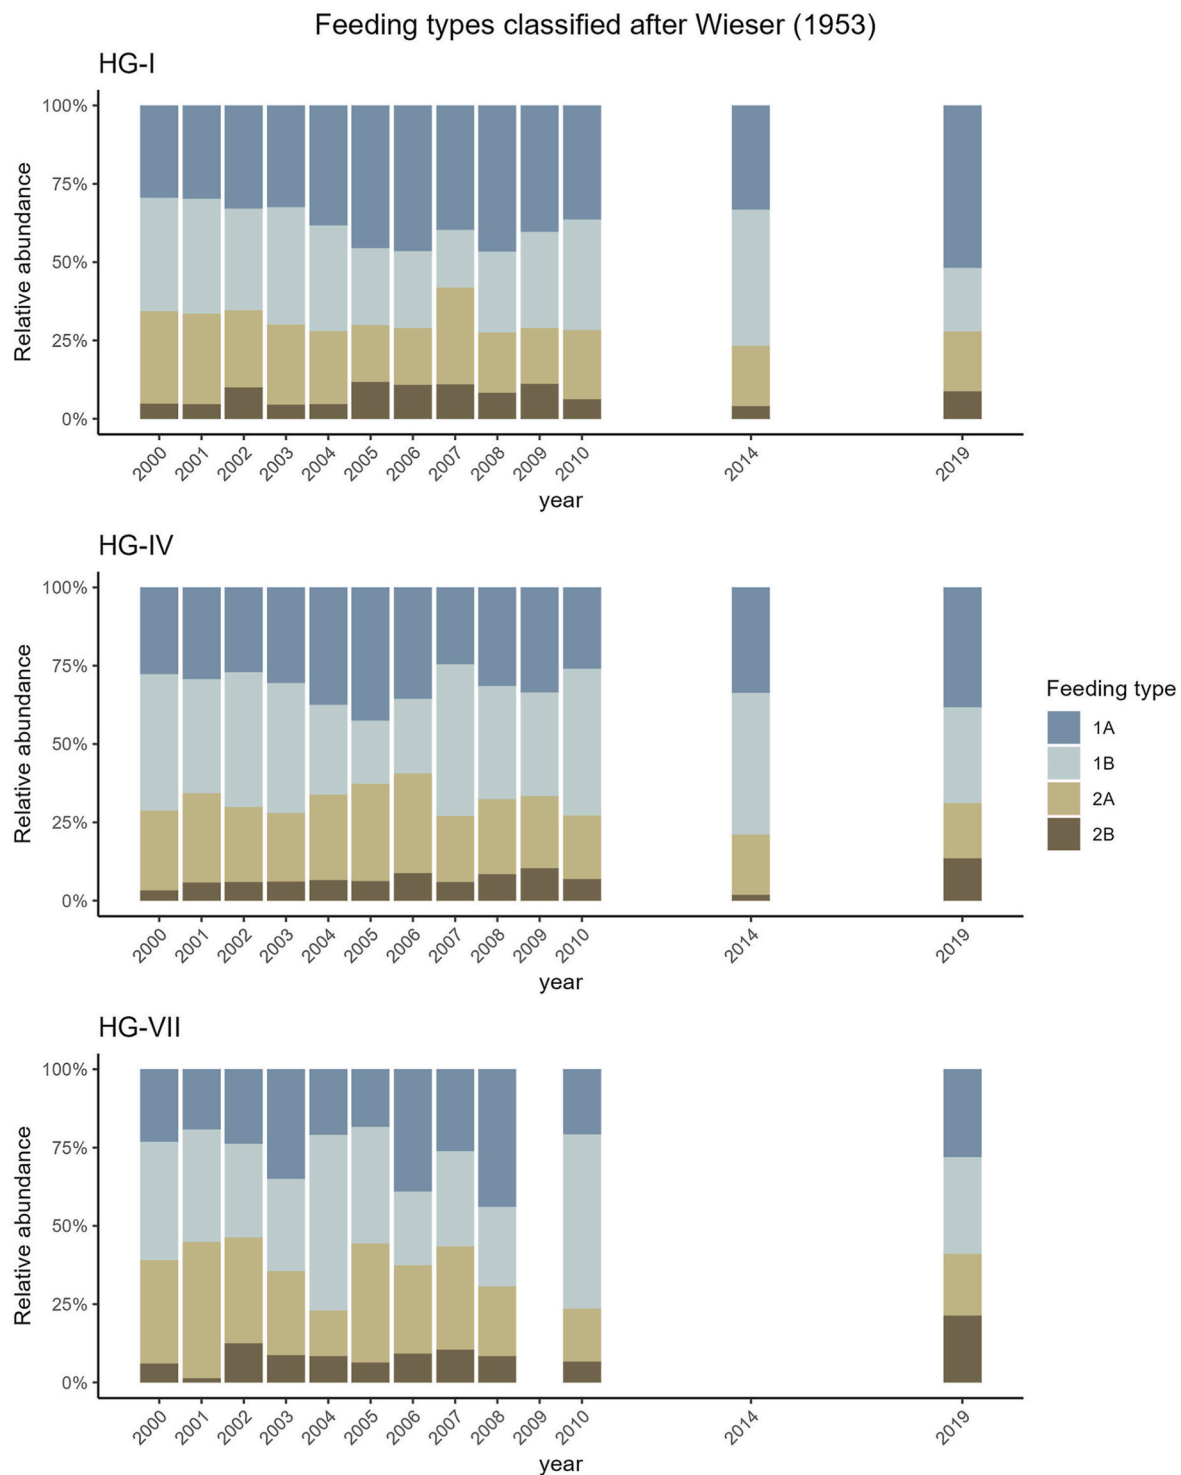 Feeding types classified after Wieser (1953)
HG-I
Relative abundance
100%
75%
50%
25%
0%
2000 2001 2002 2003 2004 2005 2006 2007 2008 2009 2010 2014 2019
year
HG-IV
Relative abundance
100%
75%
50%
25%
0%
2000 2001 2002 2003 2004 2005 2006 2007 2008 2009 2010 2014 2019
year
Feeding type
1A
1B
2A
2B
HG-VII
Relative abundance
100%
75%
50%
25%
0%
2000 2001 2002 2003 2004 2005 2006 2007 2008 2009 2010 2014 2019
year